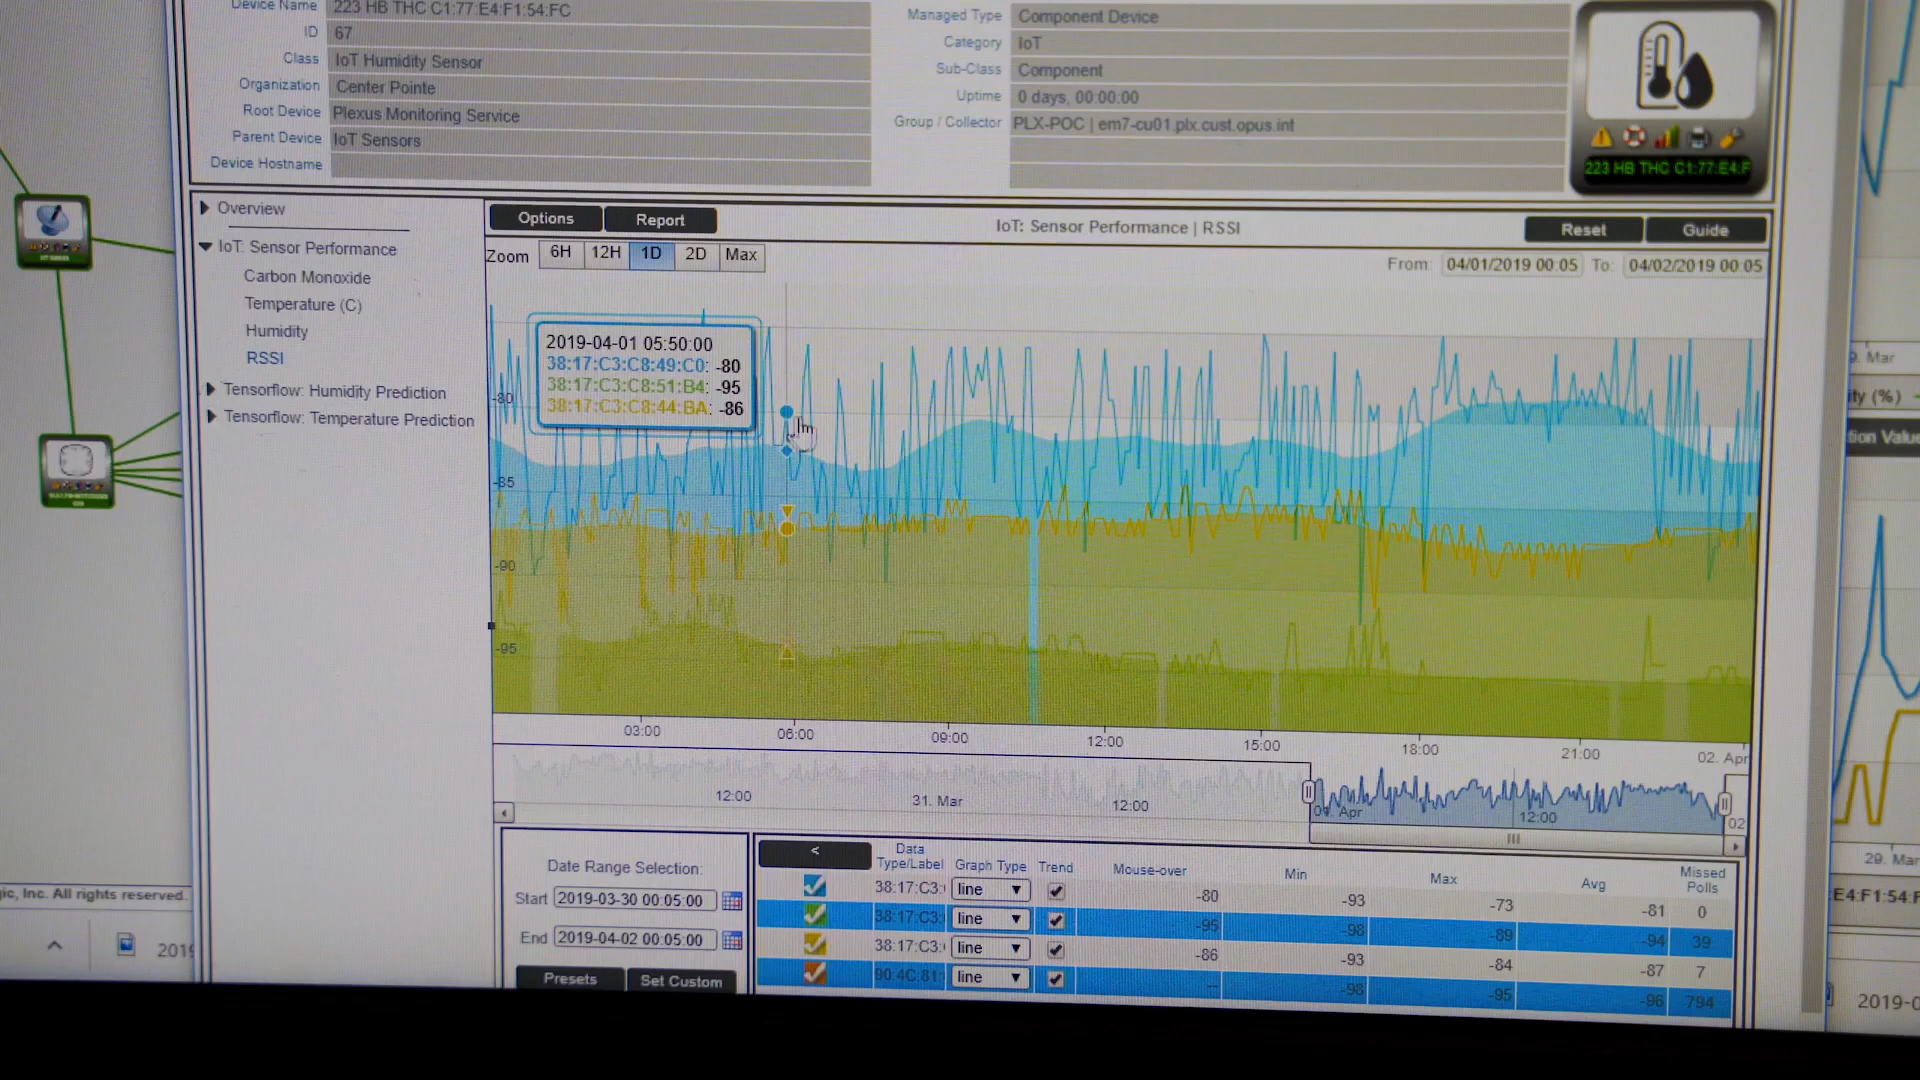 Device Name 223 HB THC C1:77:E4:F1:54:FC
ID 67
Class IoT Humidity Sensor
Organization Center Pointe
Root Device Plexus Monitoring Service
Parent Device IoT Sensors
Device Hostname
Managed Type Component Device
Category IoT
Sub-Class Component
Uptime 0 days, 00:00:00
Group / Collector PLX-POC | em7-cu01.plx.cust.opus.int
223 HB THC C1:77:E4:F
Overview
IoT: Sensor Performance
Carbon Monoxide
Temperature (C)
Humidity
RSSI
Tensorflow: Humidity Prediction
Tensorflow: Temperature Prediction
Options Report IoT: Sensor Performance | RSSI Reset Guide
Zoom 6H 12H 1D 2D Max From: 04/01/2019 00:05 To: 04/02/2019 00:05
2019-04-01 05:50:00
38:17:C3:C8:49:C0: -80
38:17:C3:C8:51:B4: -95
38:17:C3:C8:44:BA: -86
-80
-85
-90
-95
03:00 06:00 09:00 12:00 15:00 18:00 21:00 02. Apr
12:00 31. Mar 12:00 01. Apr 12:00 02
Date Range Selection:
Start 2019-03-30 00:05:00
End 2019-04-02 00:05:00
Presets Set Custom
< Data Type/Label Graph Type Trend Mouse-over Min Max Avg Missed Polls
38:17:C3: line -80 -93 -73 -81 0
38:17:C3: line -95 -98 -89 -94 39
38:17:C3: line -86 -93 -84 -87 7
90:4C:81: line -- -98 -95 -96 794
gic, Inc. All rights reserved.
2019
9. Mar
ity (%)
tion Value
29. Mar
E4:F1:54:F
2019-0